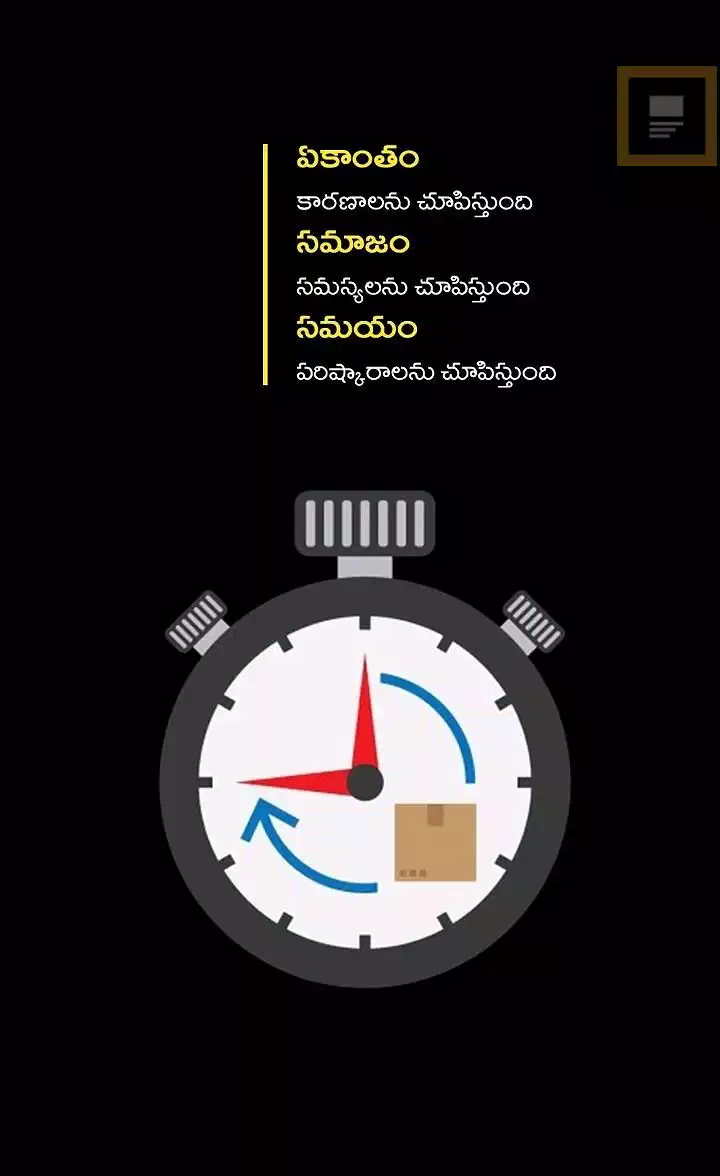 ఏకాంతం
కారణాలను చూపిస్తుంది
సమాజం
సమస్యలను చూపిస్తుంది
సమయం
పరిష్కారాలను చూపిస్తుంది